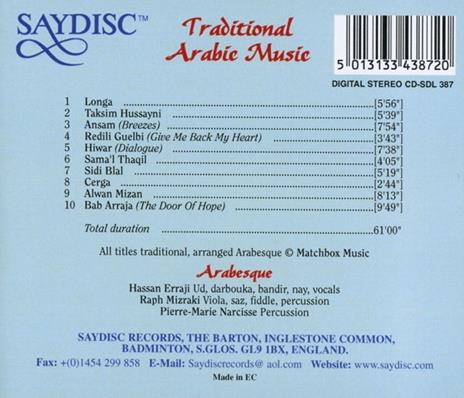 SAYDISC™
Traditional
Arabic Music
5 013133 438720
DIGITAL STEREO CD-SDL 387
1 Longa [5'56"]
2 Taksim Hussayni [5'39"]
3 Ansam (Breezes) [7'54"]
4 Redili Guelbi (Give Me Back My Heart) [3'43"]
5 Hiwar (Dialogue) [7'38"]
6 Sama'l Thaqil [4'05"]
7 Sidi Blal [5'19"]
8 Cerga [2'44"]
9 Alwan Mizan [8'13"]
10 Bab Arraja (The Door Of Hope) [9'49"]
Total duration 61'00"
All titles traditional, arranged Arabesque © Matchbox Music
Arabesque
Hassan Erraji Ud, darbouka, bandir, nay, vocals
Raph Mizraki Viola, saz, fiddle, percussion
Pierre-Marie Narcisse Percussion
SAYDISC RECORDS, THE BARTON, INGLESTONE COMMON,
BADMINTON, S.GLOS. GL9 1BX, ENGLAND.
Fax: +(0)1454 299 858 E-Mail: Saydiscrecords@ aol.com Website: www.saydisc.com
Made in EC